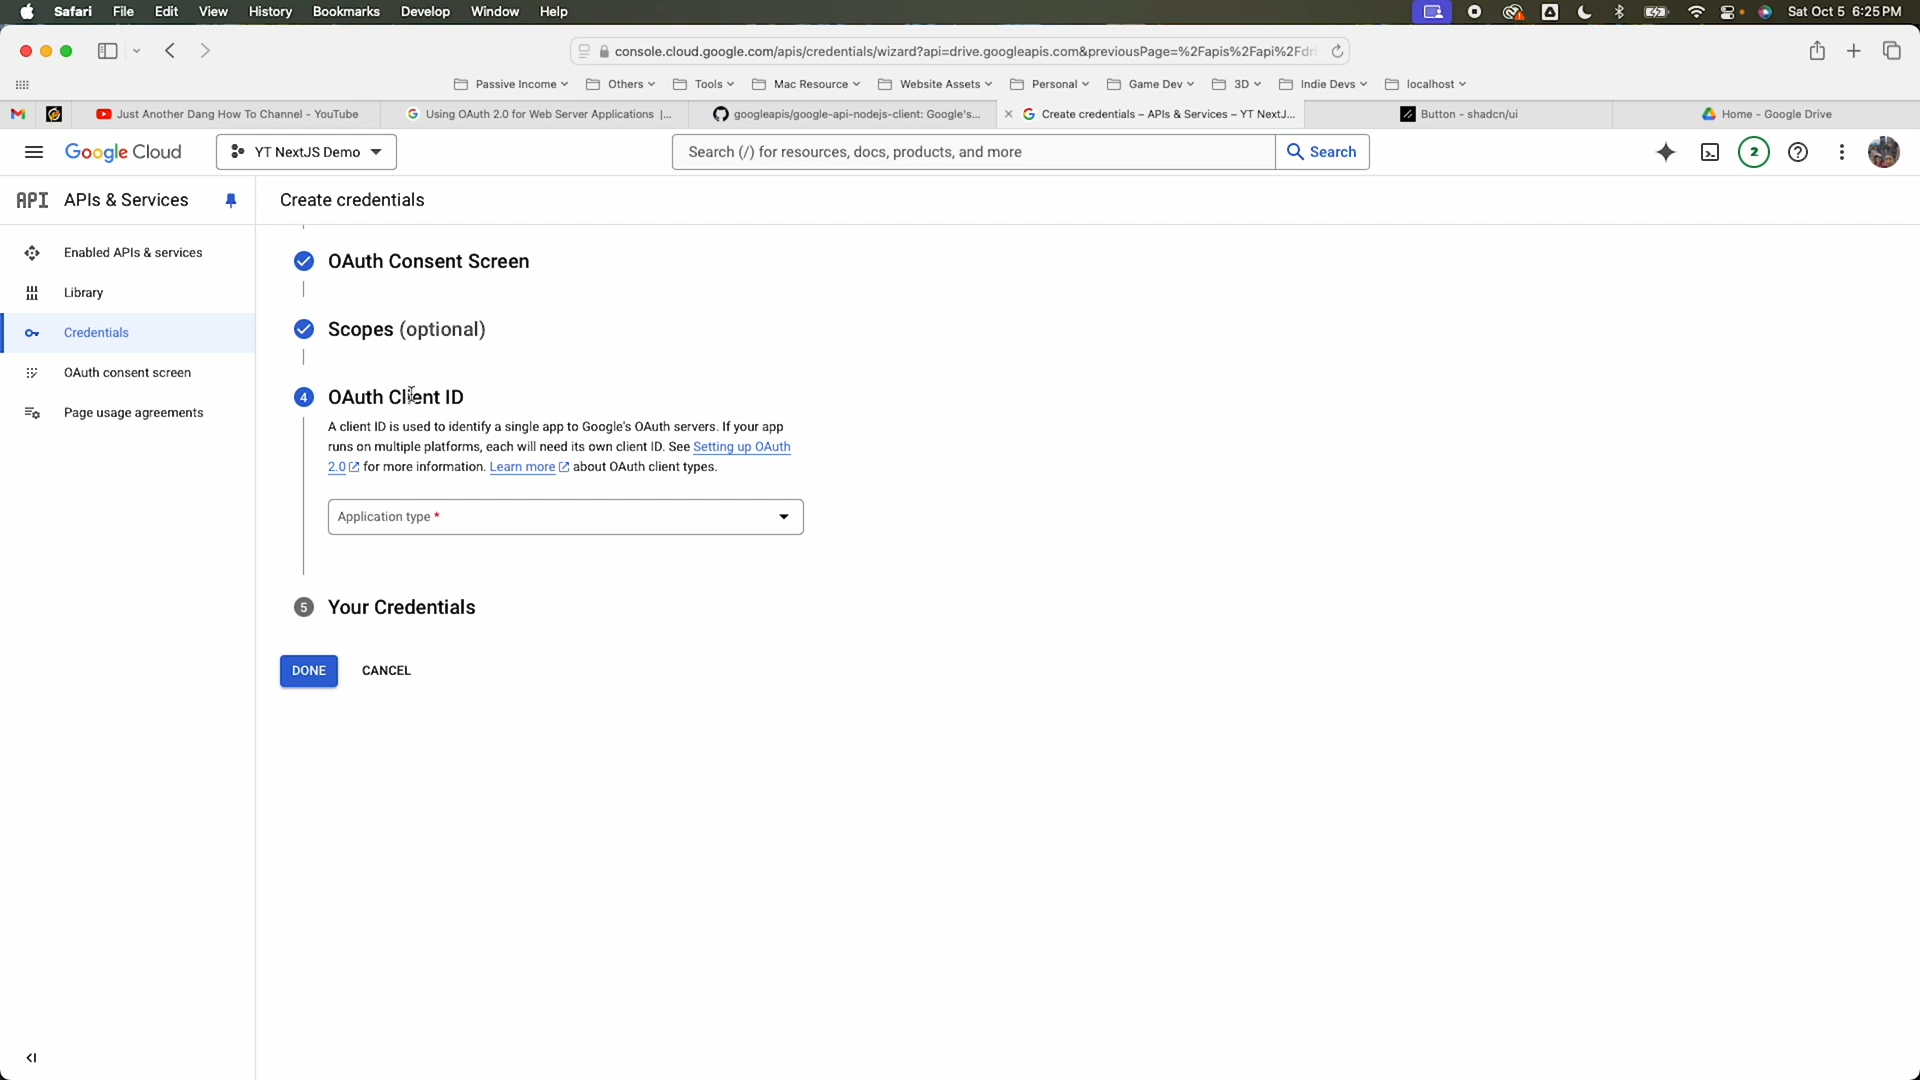 Safari File Edit View History Bookmarks Develop Window Help Sat Oct 5 6:25 PM
console.cloud.google.com/apis/credentials/wizard?api=drive.googleapis.com&previousPage=%2Fapis%2Fapi%2Fdri
Passive Income Others Tools Mac Resource Website Assets Personal Game Dev 3D Indie Devs localhost
Just Another Dang How To Channel - YouTube Using OAuth 2.0 for Web Server Applications |... googleapis/google-api-nodejs-client: Google's... Create credentials – APIs & Services – YT NextJ... Button - shadcn/ui Home - Google Drive
Google Cloud YT NextJS Demo Search (/) for resources, docs, products, and more Search 2
API APIs & Services Create credentials
Enabled APIs & services
Library
Credentials
OAuth consent screen
Page usage agreements
OAuth Consent Screen
Scopes (optional)
4 OAuth Client ID
A client ID is used to identify a single app to Google's OAuth servers. If your app
runs on multiple platforms, each will need its own client ID. See Setting up OAuth
2.0 for more information. Learn more about OAuth client types.
Application type *
5 Your Credentials
DONE CANCEL